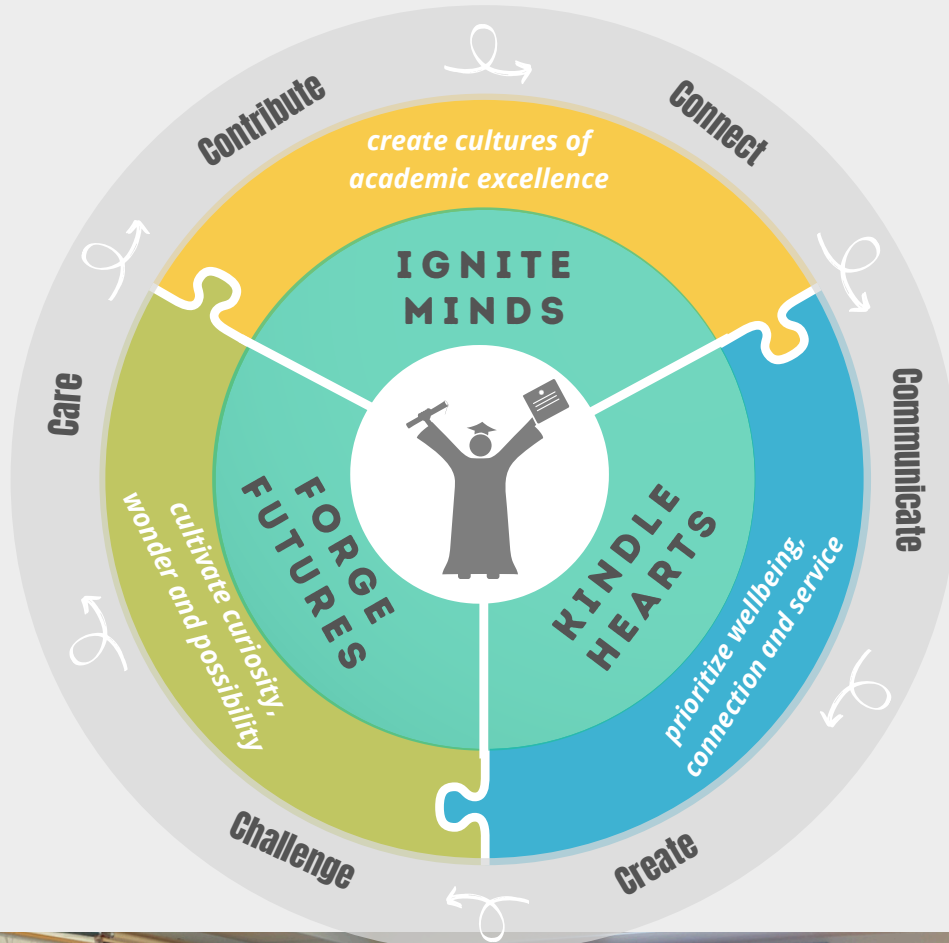 Contribute
Connect
create cultures of
academic excellence
IGNITE
MINDS
Care
Communicate
FORGE
FUTURES
KINDLE
HEARTS
cultivate curiosity,
wonder and possibility
prioritize wellbeing,
connection and service
Challenge
Create